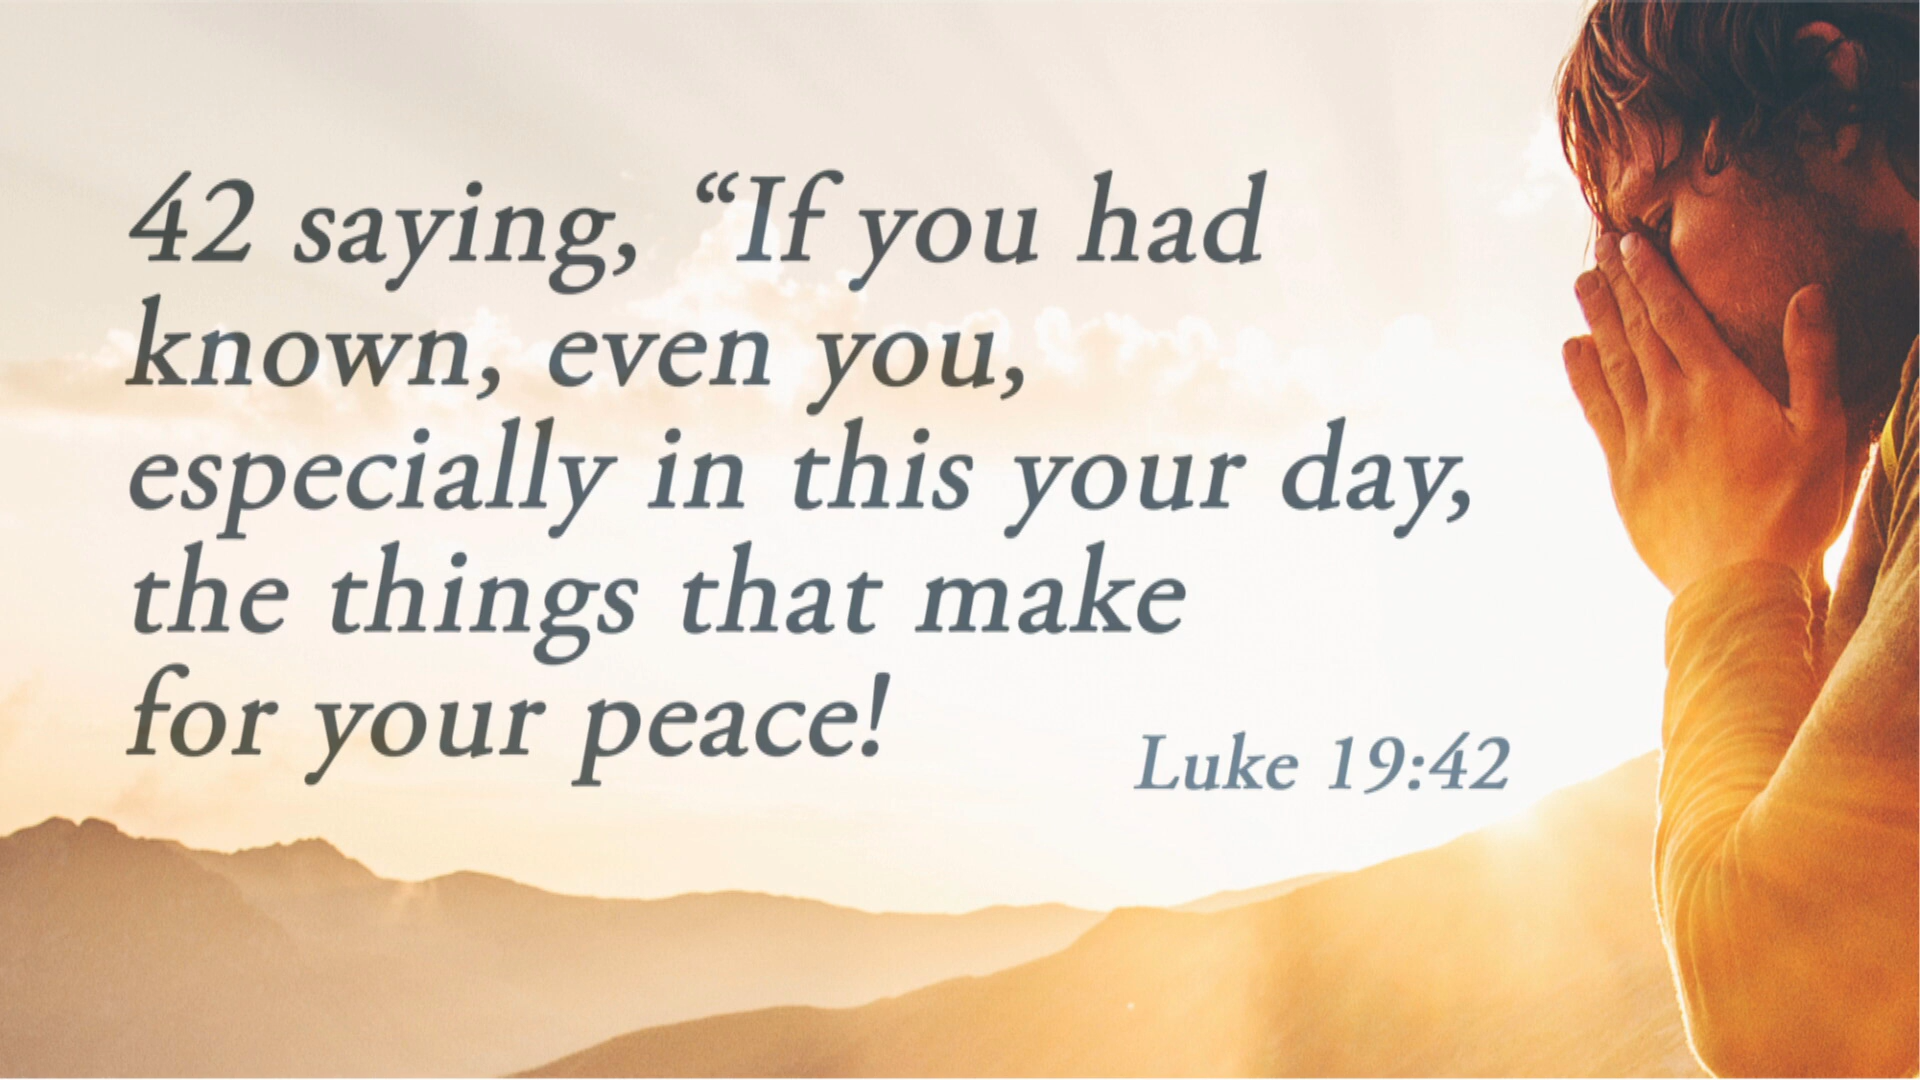 42 saying, “If you had
known, even you,
especially in this your day,
the things that make
for your peace!
Luke 19:42